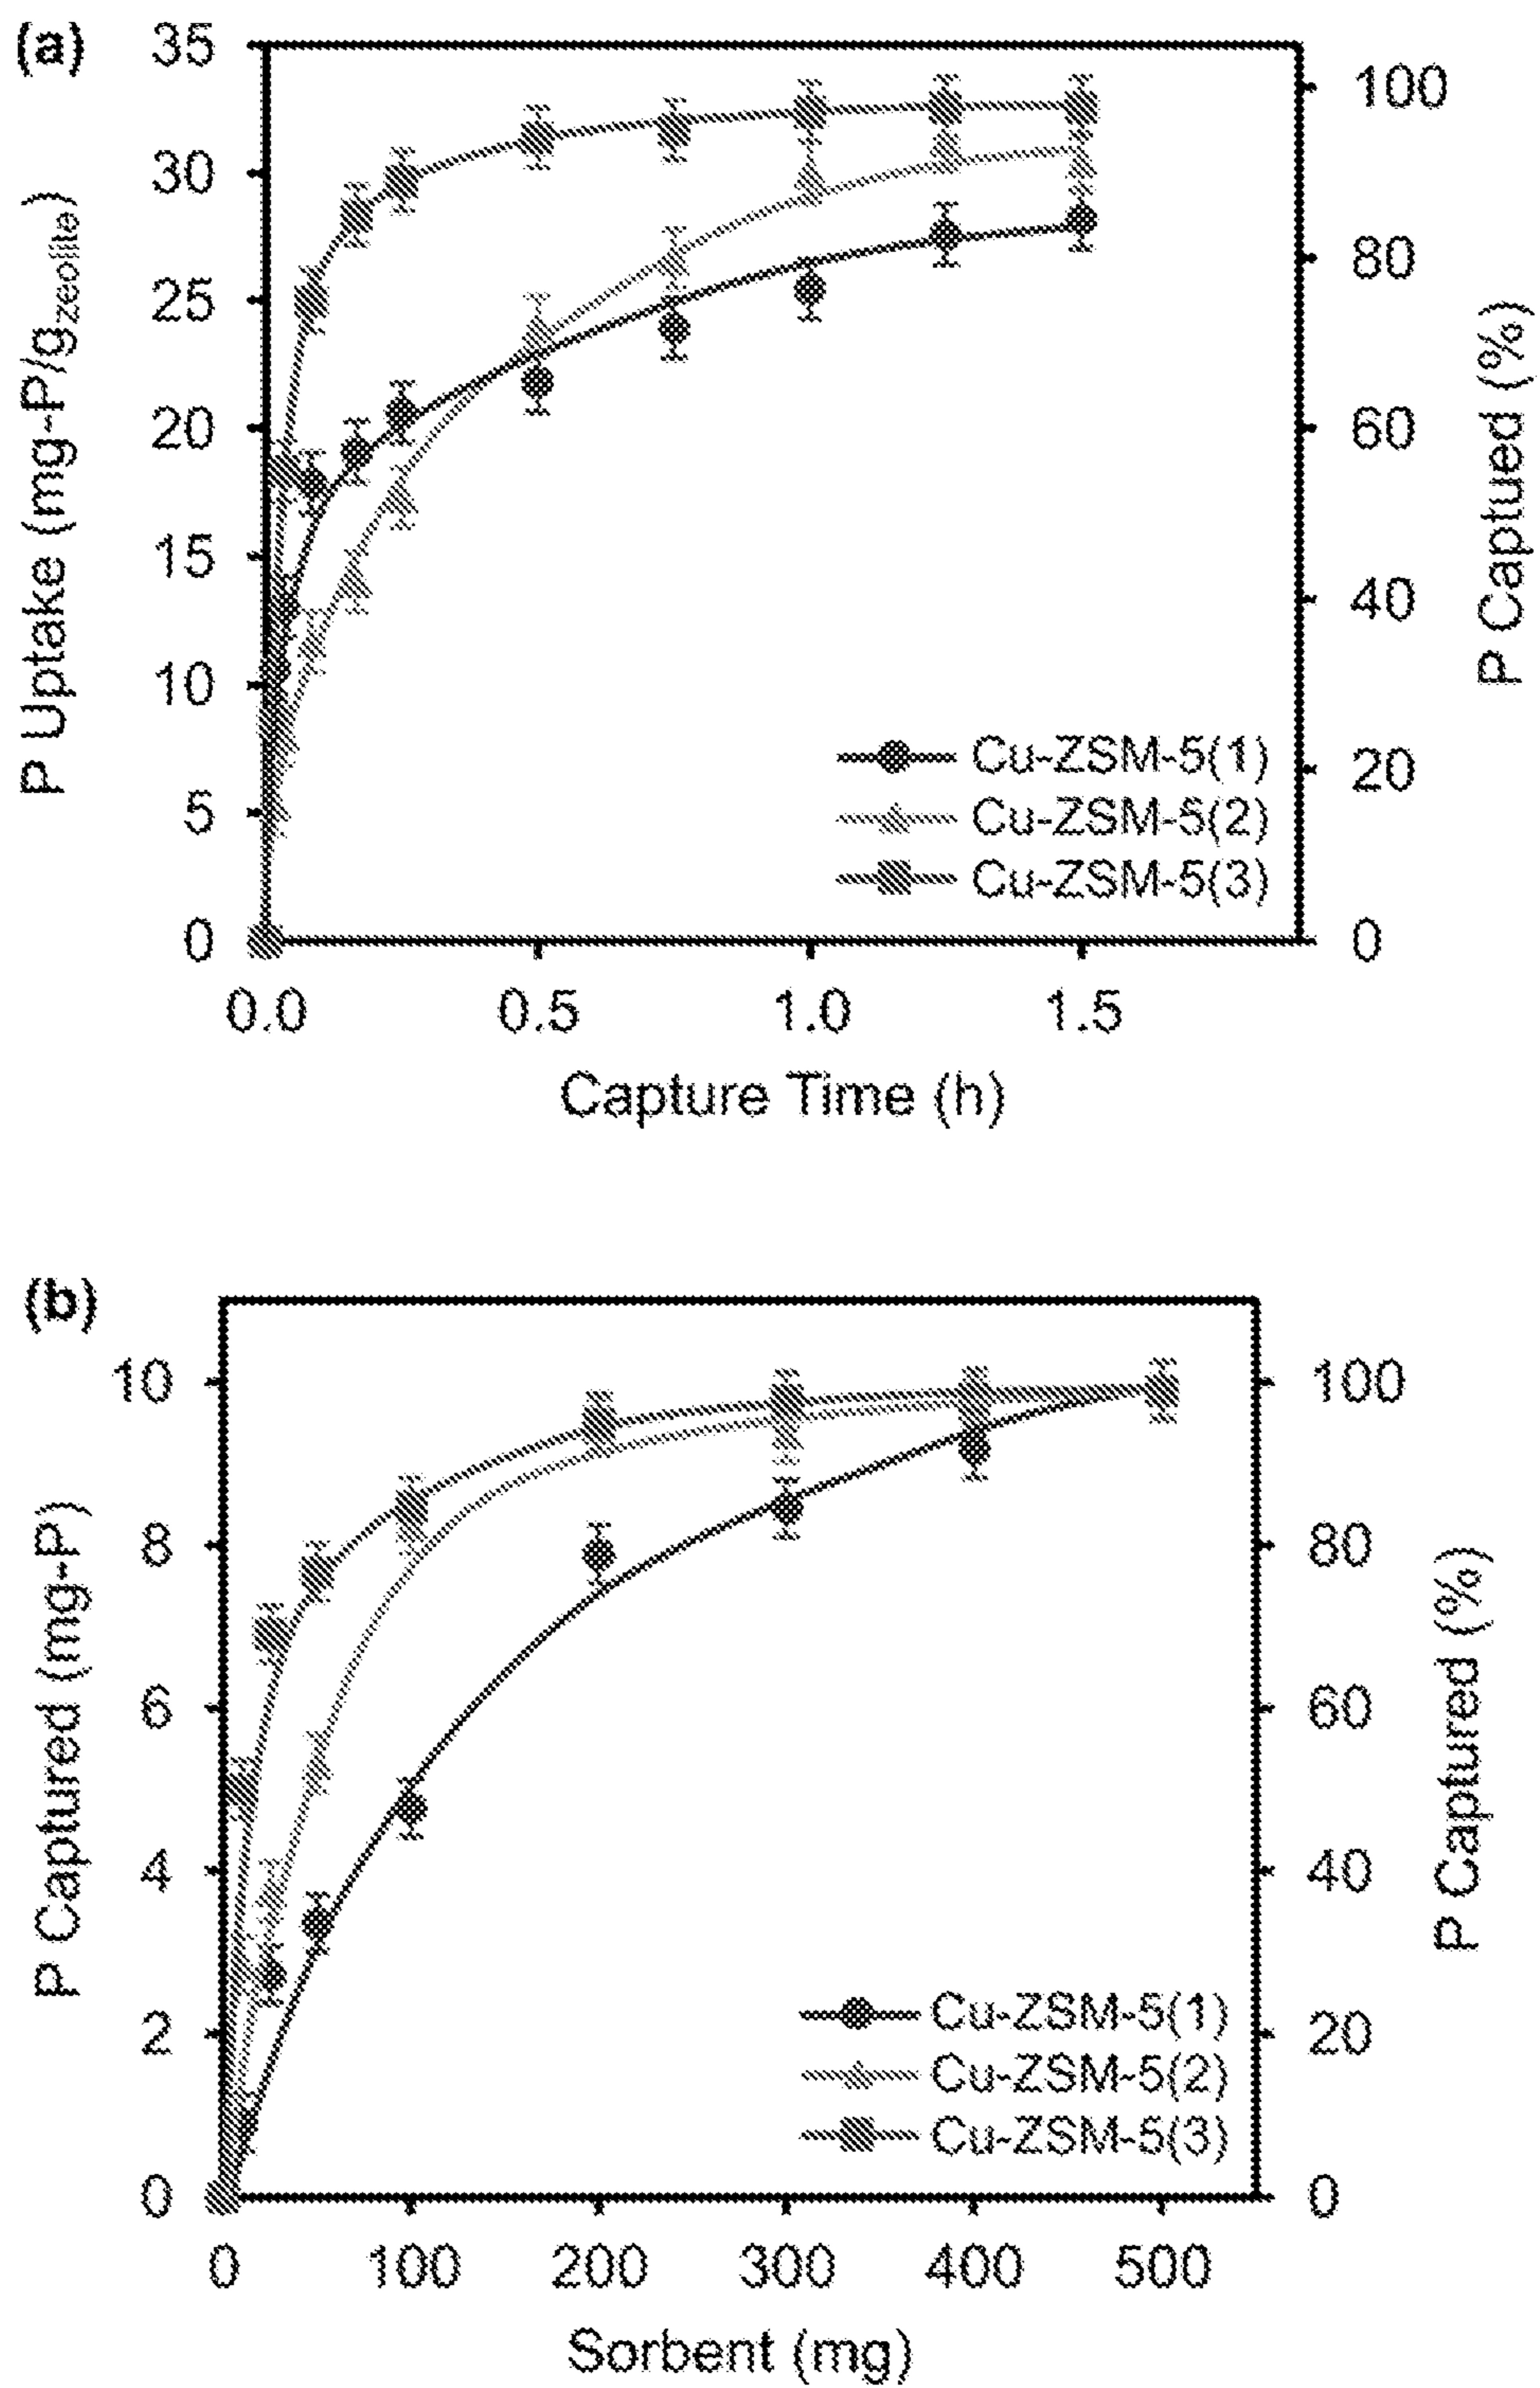 (a)
P Uptake (mg-P/gzeolite)
35
30
25
20
15
10
5
0
0.0 0.5 1.0 1.5
Capture Time (h)
100
80
60
40
20
0
P Captued (%)
Cu-ZSM-5(1)
Cu-ZSM-5(2)
Cu-ZSM-5(3)
(b)
P Captured (mg-P)
10
8
6
4
2
0
0 100 200 300 400 500
Sorbent (mg)
100
80
60
40
20
0
P Captured (%)
Cu-ZSM-5(1)
Cu-ZSM-5(2)
Cu-ZSM-5(3)